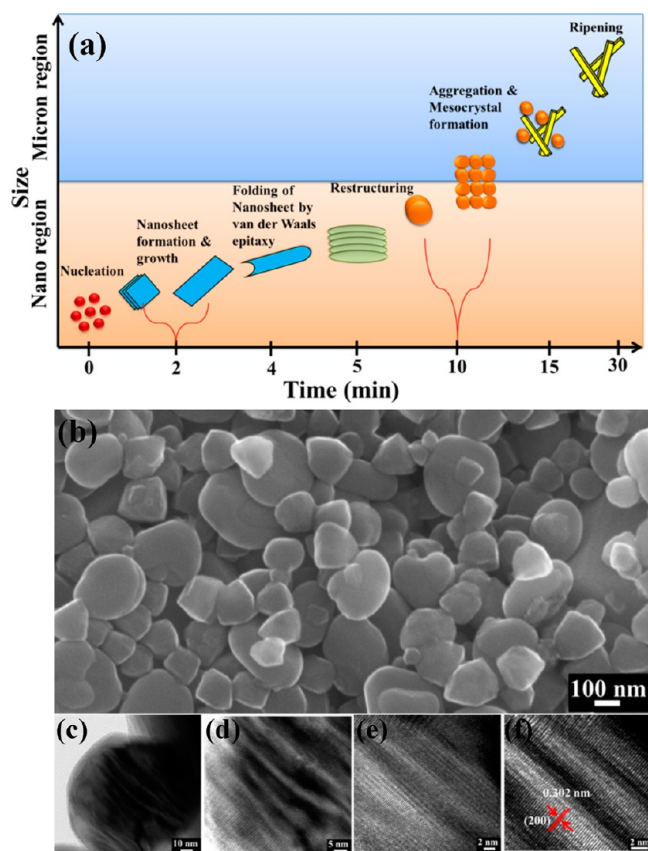 (a)
Ripening
Aggregation &
Mesocrystal
formation
Restructuring
Folding of
Nanosheet by
van der Waals
epitaxy
Nanosheet
formation &
growth
Nucleation
Micron region
Size
Nano region
0 2 4 5 10 15 30
Time (min)
(b)
100 nm
(c) (d) (e) (f)
0.302 nm
(200)
10 nm 5 nm 2 nm 2 nm